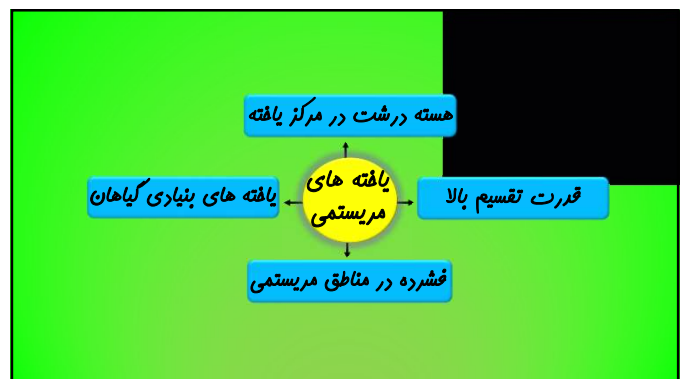 هسته درشت در مرکز یاخته
یاخته های
مریستمی
قدرت تقسیم بالا
یاخته های بنیادی گیاهان
فشرده در مناطق مریستمی